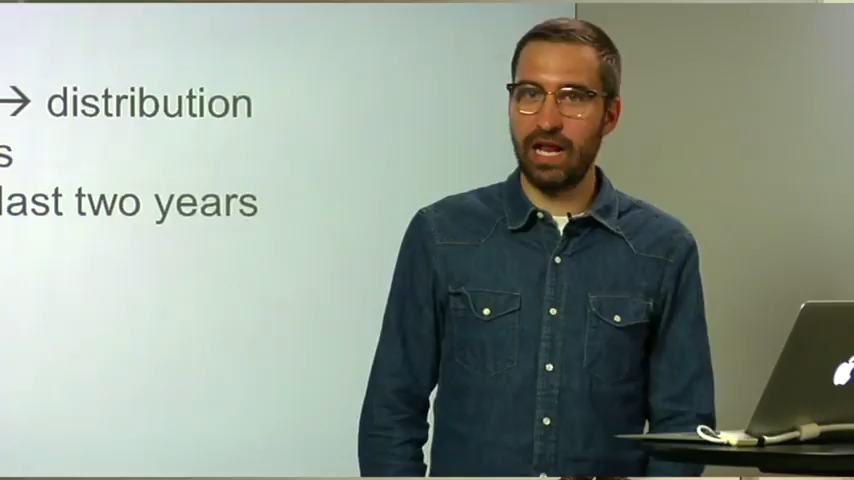 → distribution
s
last two years